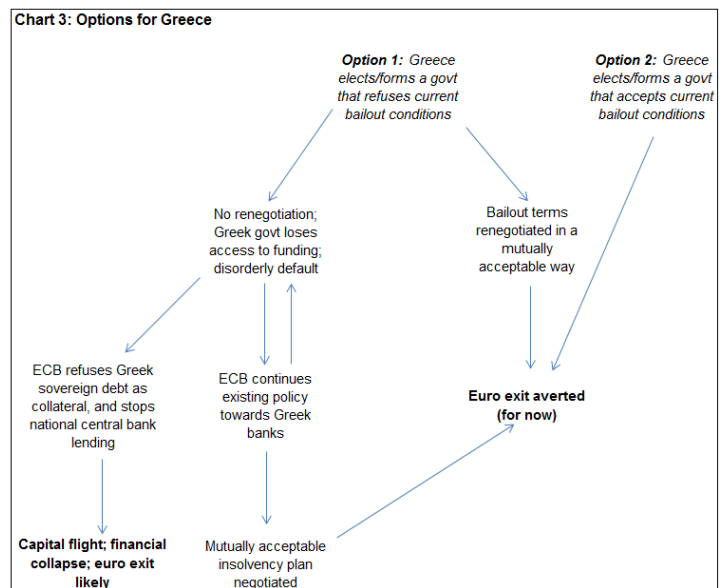 Chart 3: Options for Greece
Option 1: Greece
elects/forms a govt
that refuses current
bailout conditions
Option 2: Greece
elects/forms a govt
that accepts current
bailout conditions
No renegotiation;
Greek govt loses
access to funding;
disorderly default
Bailout terms
renegotiated in a
mutually
acceptable way
ECB refuses Greek
sovereign debt as
collateral, and stops
national central bank
lending
ECB continues
existing policy
towards Greek
banks
Euro exit averted
(for now)
Capital flight; financial
collapse; euro exit
likely
Mutually acceptable
insolvency plan
negotiated